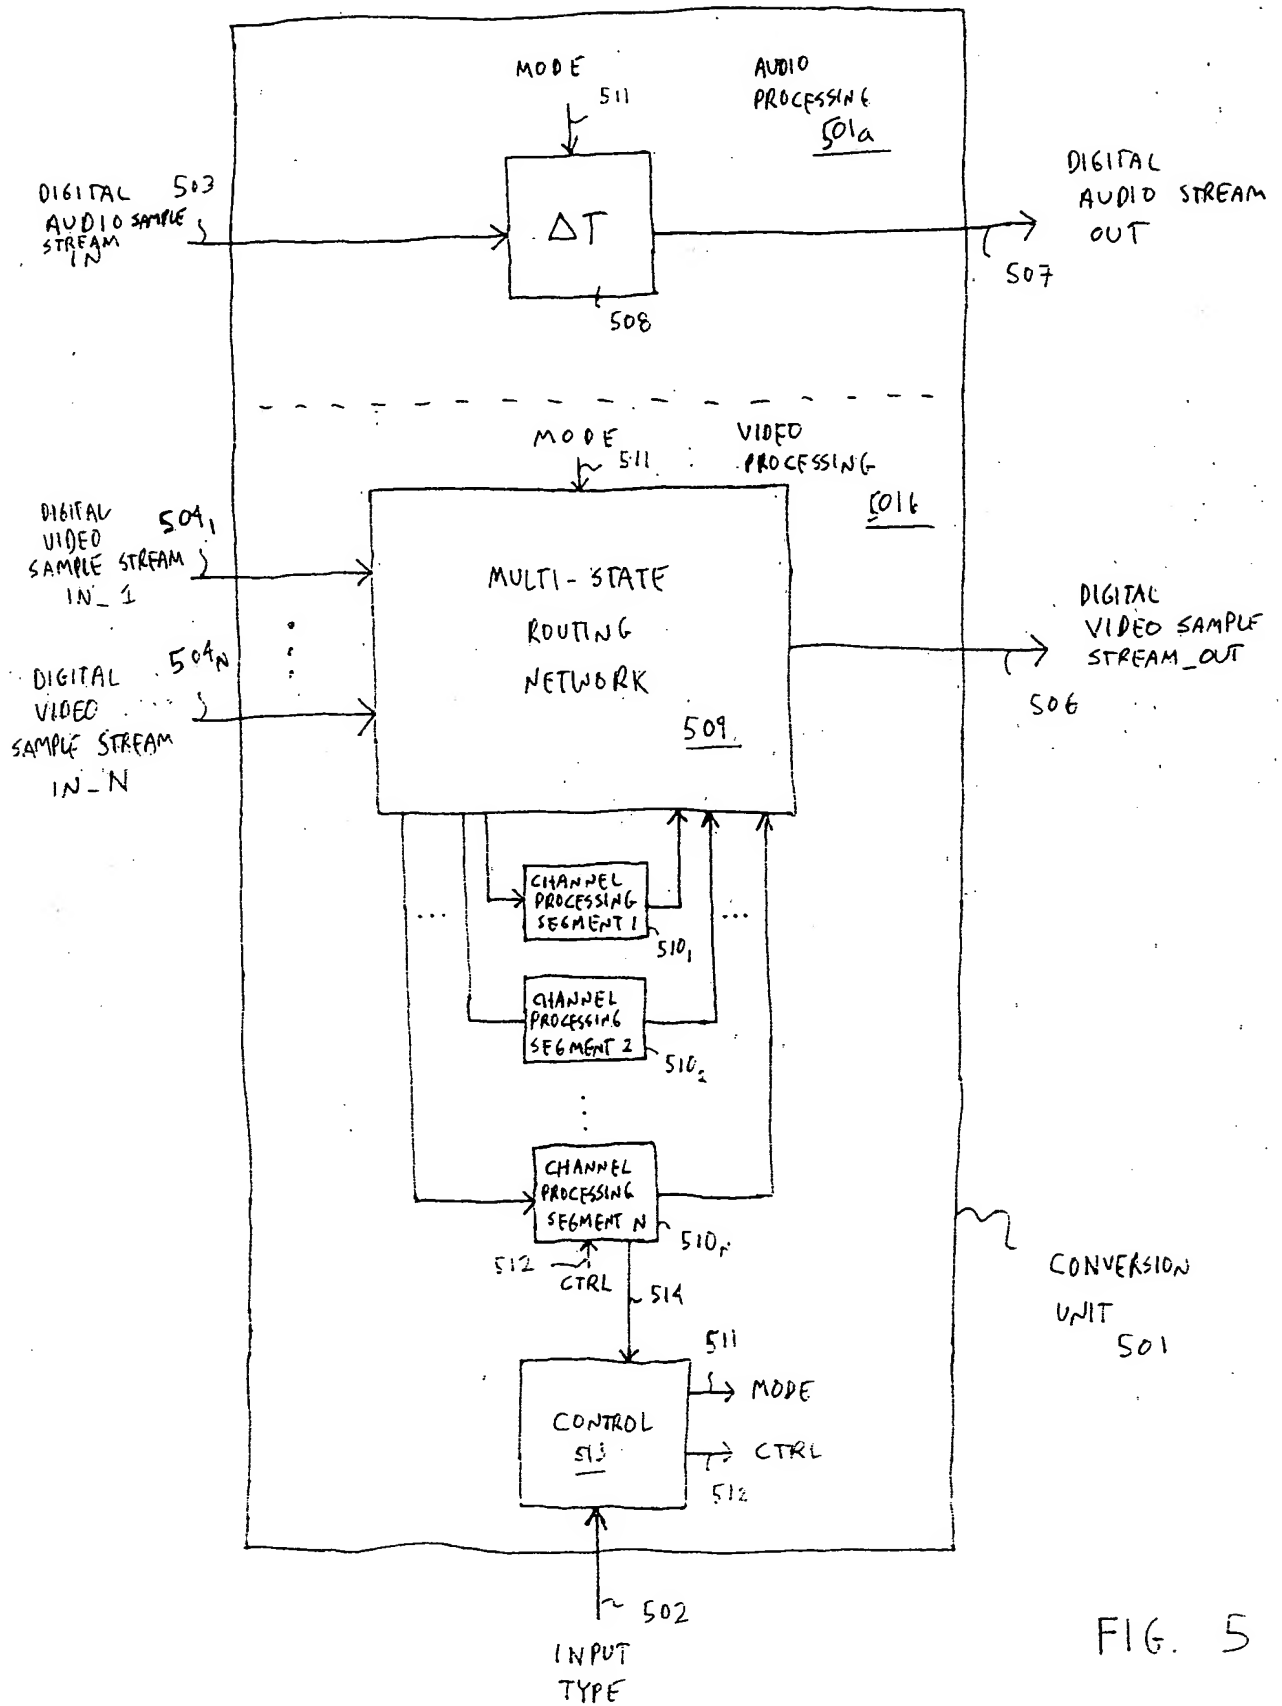 MODE
511
AUDIO
PROCESSING
501a
DIGITAL 503
AUDIO SAMPLE
STREAM
IN
ΔT
508
DIGITAL
AUDIO STREAM
OUT
507
MODE
511
VIDEO
PROCESSING
501b
DIGITAL 504₁
VIDEO
SAMPLE STREAM
IN_1
MULTI-STATE
ROUTING
NETWORK
509
DIGITAL 504N
VIDEO
SAMPLE STREAM
IN_N
DIGITAL
VIDEO SAMPLE
STREAM_OUT
506
CHANNEL
PROCESSING
SEGMENT 1
510₁
CHANNEL
PROCESSING
SEGMENT 2
510₂
CHANNEL
PROCESSING
SEGMENT N
510N
512
CTRL
514
CONVERSION
UNIT
501
511
MODE
CONTROL
513
CTRL
512
502
INPUT
TYPE
FIG. 5